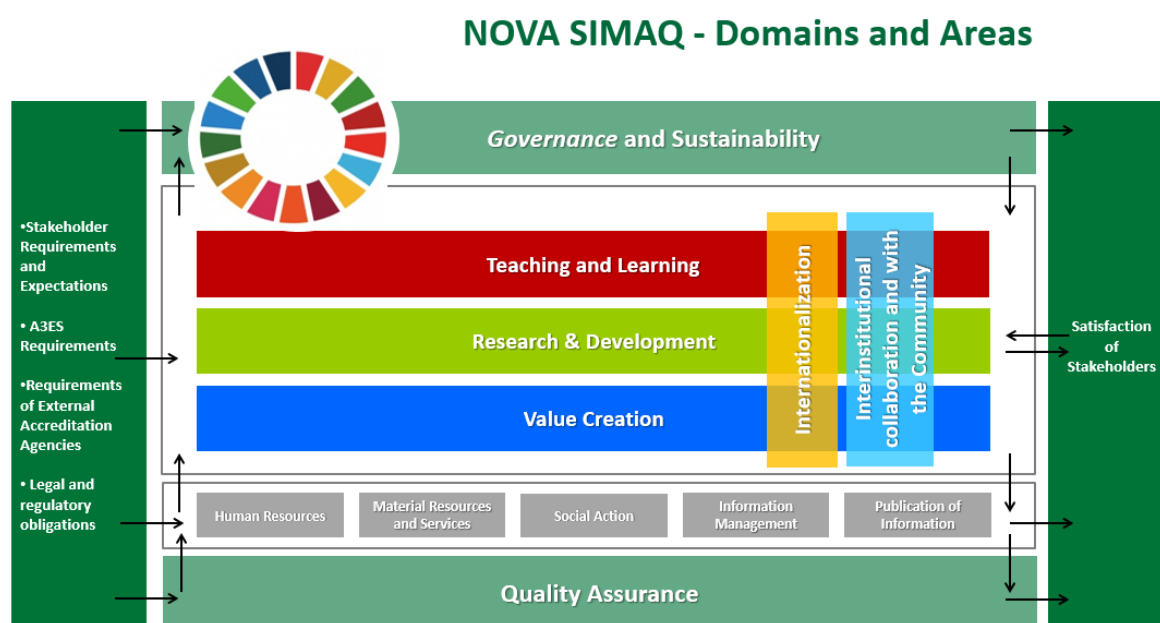 NOVA SIMAQ - Domains and Areas
Governance and Sustainability
•Stakeholder
Requirements
and
Expectations
• A3ES
Requirements
•Requirements
of External
Accreditation
Agencies
• Legal and
regulatory
obligations
Teaching and Learning
Research & Development
Value Creation
Internationalization
Interinstitutional
collaboration and with
the Community
Satisfaction
of
Stakeholders
Human Resources
Material Resources
and Services
Social Action
Information
Management
Publication of
Information
Quality Assurance